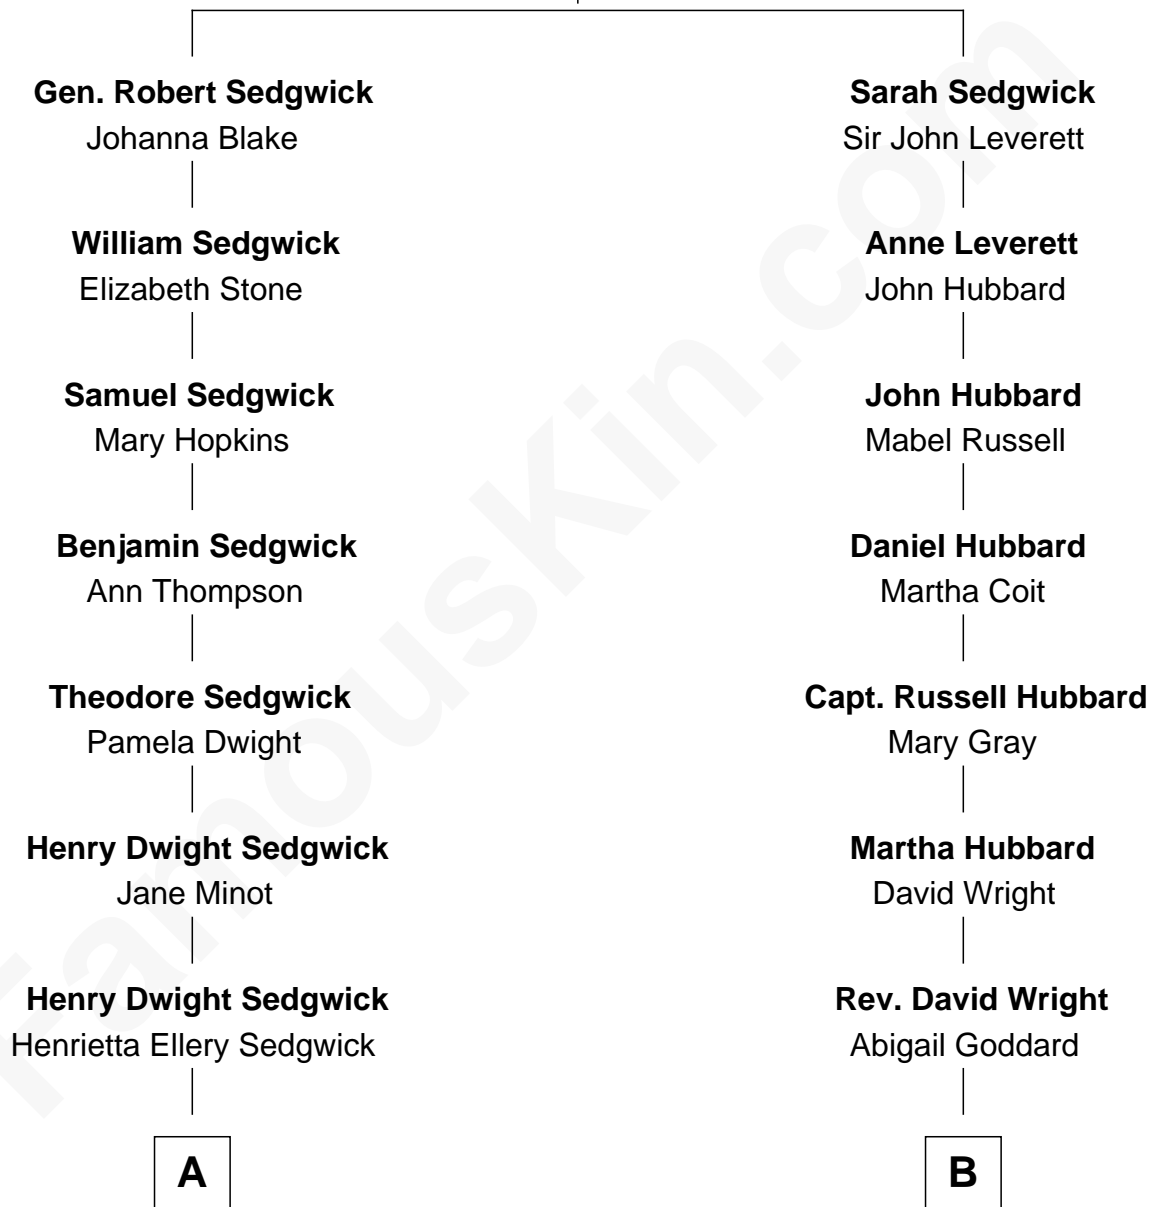 Gen. Robert Sedgwick
Johanna Blake
William Sedgwick
Elizabeth Stone
Samuel Sedgwick
Mary Hopkins
Benjamin Sedgwick
Ann Thompson
Theodore Sedgwick
Pamela Dwight
Henry Dwight Sedgwick
Jane Minot
Henry Dwight Sedgwick
Henrietta Ellery Sedgwick
A
Sarah Sedgwick
Sir John Leverett
Anne Leverett
John Hubbard
John Hubbard
Mabel Russell
Daniel Hubbard
Martha Coit
Capt. Russell Hubbard
Mary Gray
Martha Hubbard
David Wright
Rev. David Wright
Abigail Goddard
B
FamousKin.com